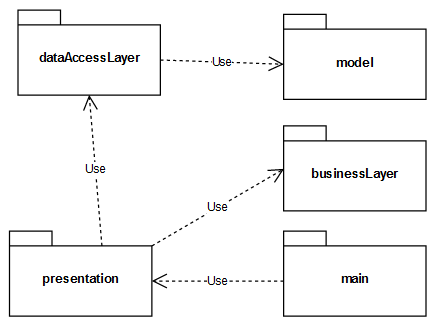 dataAccessLayer
Use
model
Use
businessLayer
Use
presentation
Use
main